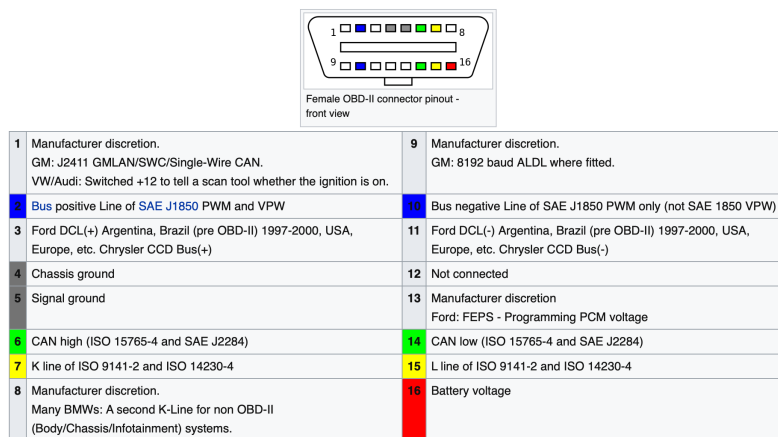 1 8
9 16
Female OBD-II connector pinout -
front view
1 Manufacturer discretion.
GM: J2411 GMLAN/SWC/Single-Wire CAN.
VW/Audi: Switched +12 to tell a scan tool whether the ignition is on.
9 Manufacturer discretion.
GM: 8192 baud ALDL where fitted.
2 Bus positive Line of SAE J1850 PWM and VPW
10 Bus negative Line of SAE J1850 PWM only (not SAE 1850 VPW)
3 Ford DCL(+) Argentina, Brazil (pre OBD-II) 1997-2000, USA,
Europe, etc. Chrysler CCD Bus(+)
11 Ford DCL(-) Argentina, Brazil (pre OBD-II) 1997-2000, USA,
Europe, etc. Chrysler CCD Bus(-)
4 Chassis ground
12 Not connected
5 Signal ground
13 Manufacturer discretion
Ford: FEPS - Programming PCM voltage
6 CAN high (ISO 15765-4 and SAE J2284)
14 CAN low (ISO 15765-4 and SAE J2284)
7 K line of ISO 9141-2 and ISO 14230-4
15 L line of ISO 9141-2 and ISO 14230-4
8 Manufacturer discretion.
Many BMWs: A second K-Line for non OBD-II
(Body/Chassis/Infotainment) systems.
16 Battery voltage